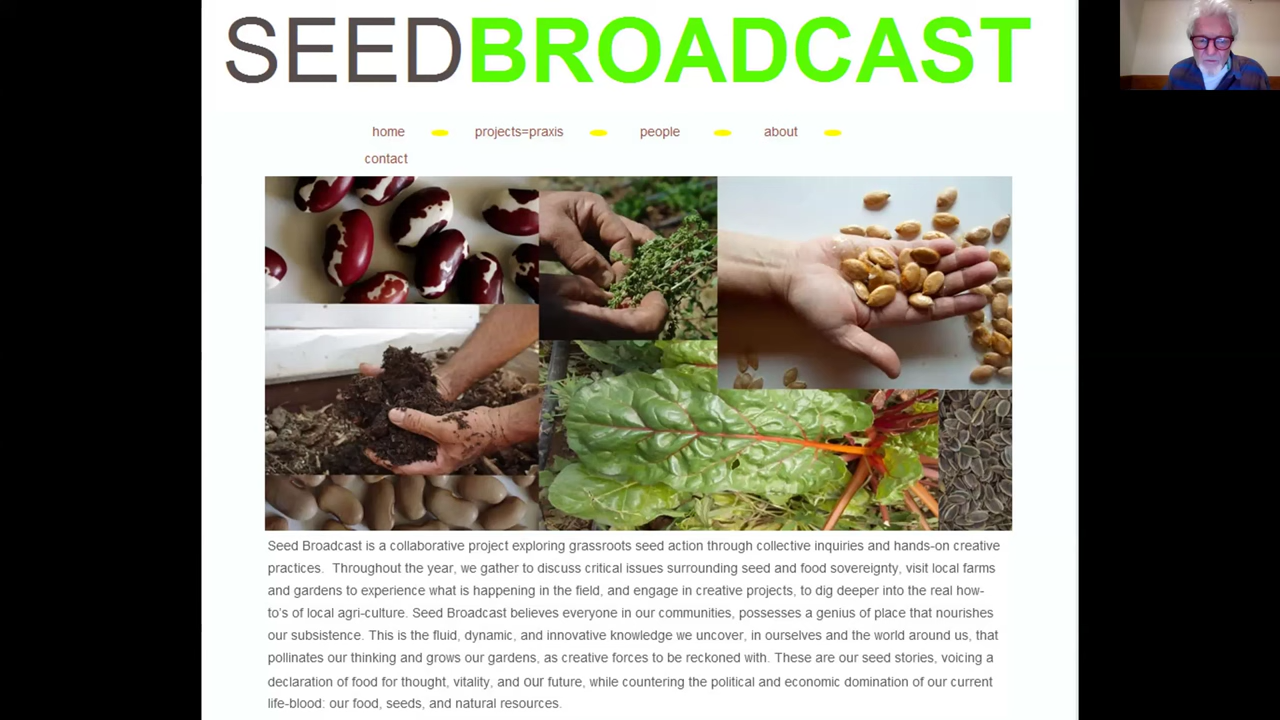 SEEDBROADCAST
home projects=praxis people about
contact
Seed Broadcast is a collaborative project exploring grassroots seed action through collective inquiries and hands-on creative
practices. Throughout the year, we gather to discuss critical issues surrounding seed and food sovereignty, visit local farms
and gardens to experience what is happening in the field, and engage in creative projects, to dig deeper into the real how-
to's of local agri-culture. Seed Broadcast believes everyone in our communities, possesses a genius of place that nourishes
our subsistence. This is the fluid, dynamic, and innovative knowledge we uncover, in ourselves and the world around us, that
pollinates our thinking and grows our gardens, as creative forces to be reckoned with. These are our seed stories, voicing a
declaration of food for thought, vitality, and our future, while countering the political and economic domination of our current
life-blood: our food, seeds, and natural resources.